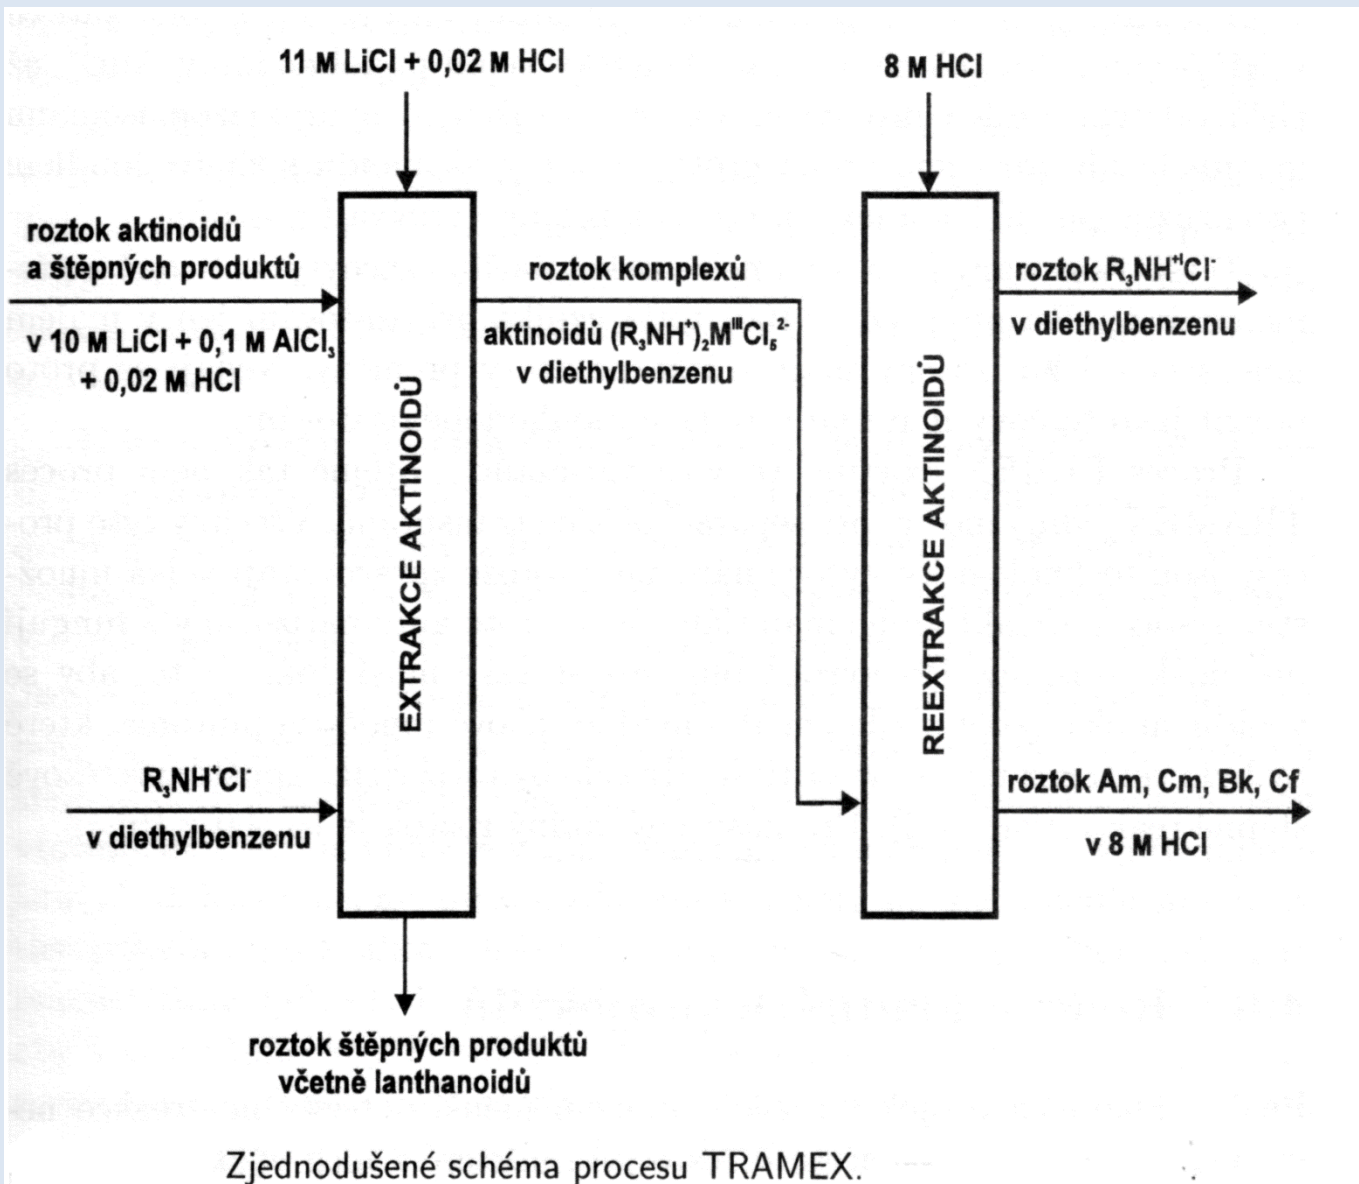 11 M LiCl + 0,02 M HCl
8 M HCl
roztok aktinoidů
a štěpných produktů
v 10 M LiCl + 0,1 M AlCl₃
+ 0,02 M HCl
EXTRAKCE AKTINOIDŮ
roztok komplexů
aktinoidů (R₃NH⁺)₂MᴵᴵᴵCl₅²⁻
v diethylbenzenu
REEXTRAKCE AKTINOIDŮ
roztok R₃NH⁺Cl⁻
v diethylbenzenu
R₃NH⁺Cl⁻
v diethylbenzenu
roztok Am, Cm, Bk, Cf
v 8 M HCl
roztok štěpných produktů
včetně lanthanoidů
Zjednodušené schéma procesu TRAMEX.